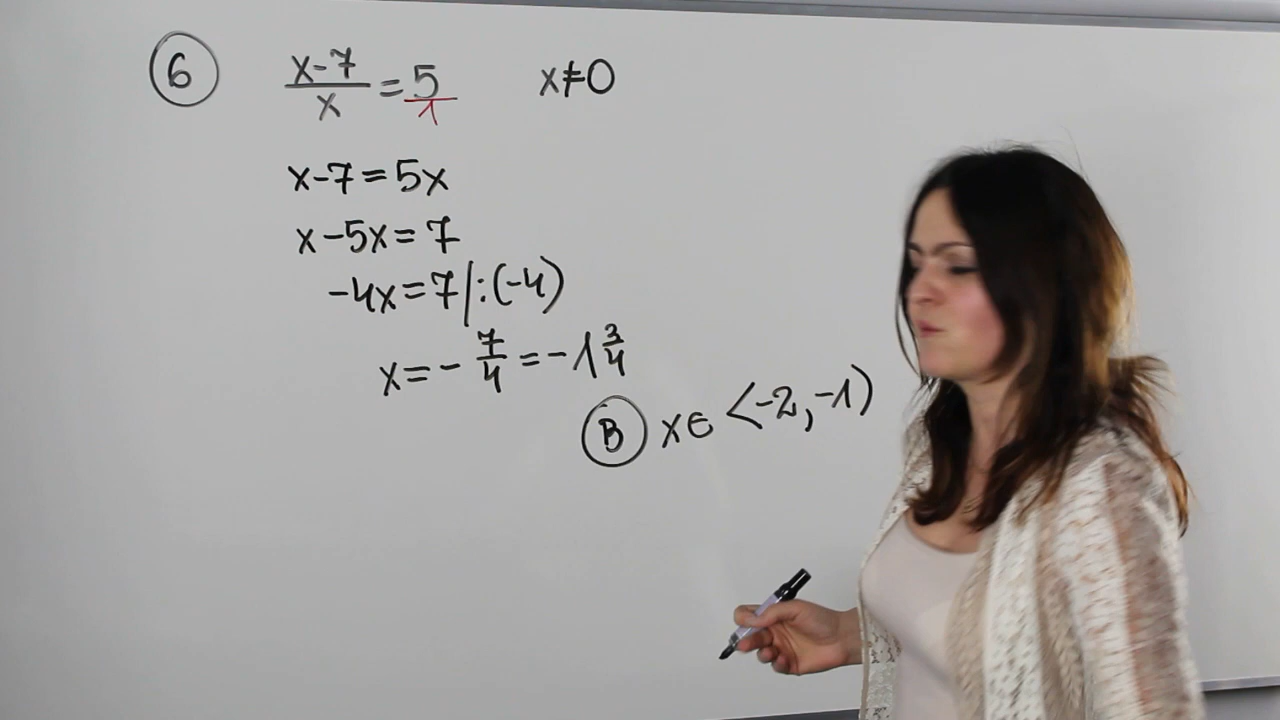 6 x-7/x = 5/1 x≠0
x-7=5x
x-5x=7
-4x=7|:(-4)
x=-7/4=-1 3/4
B x∈<-2,-1)